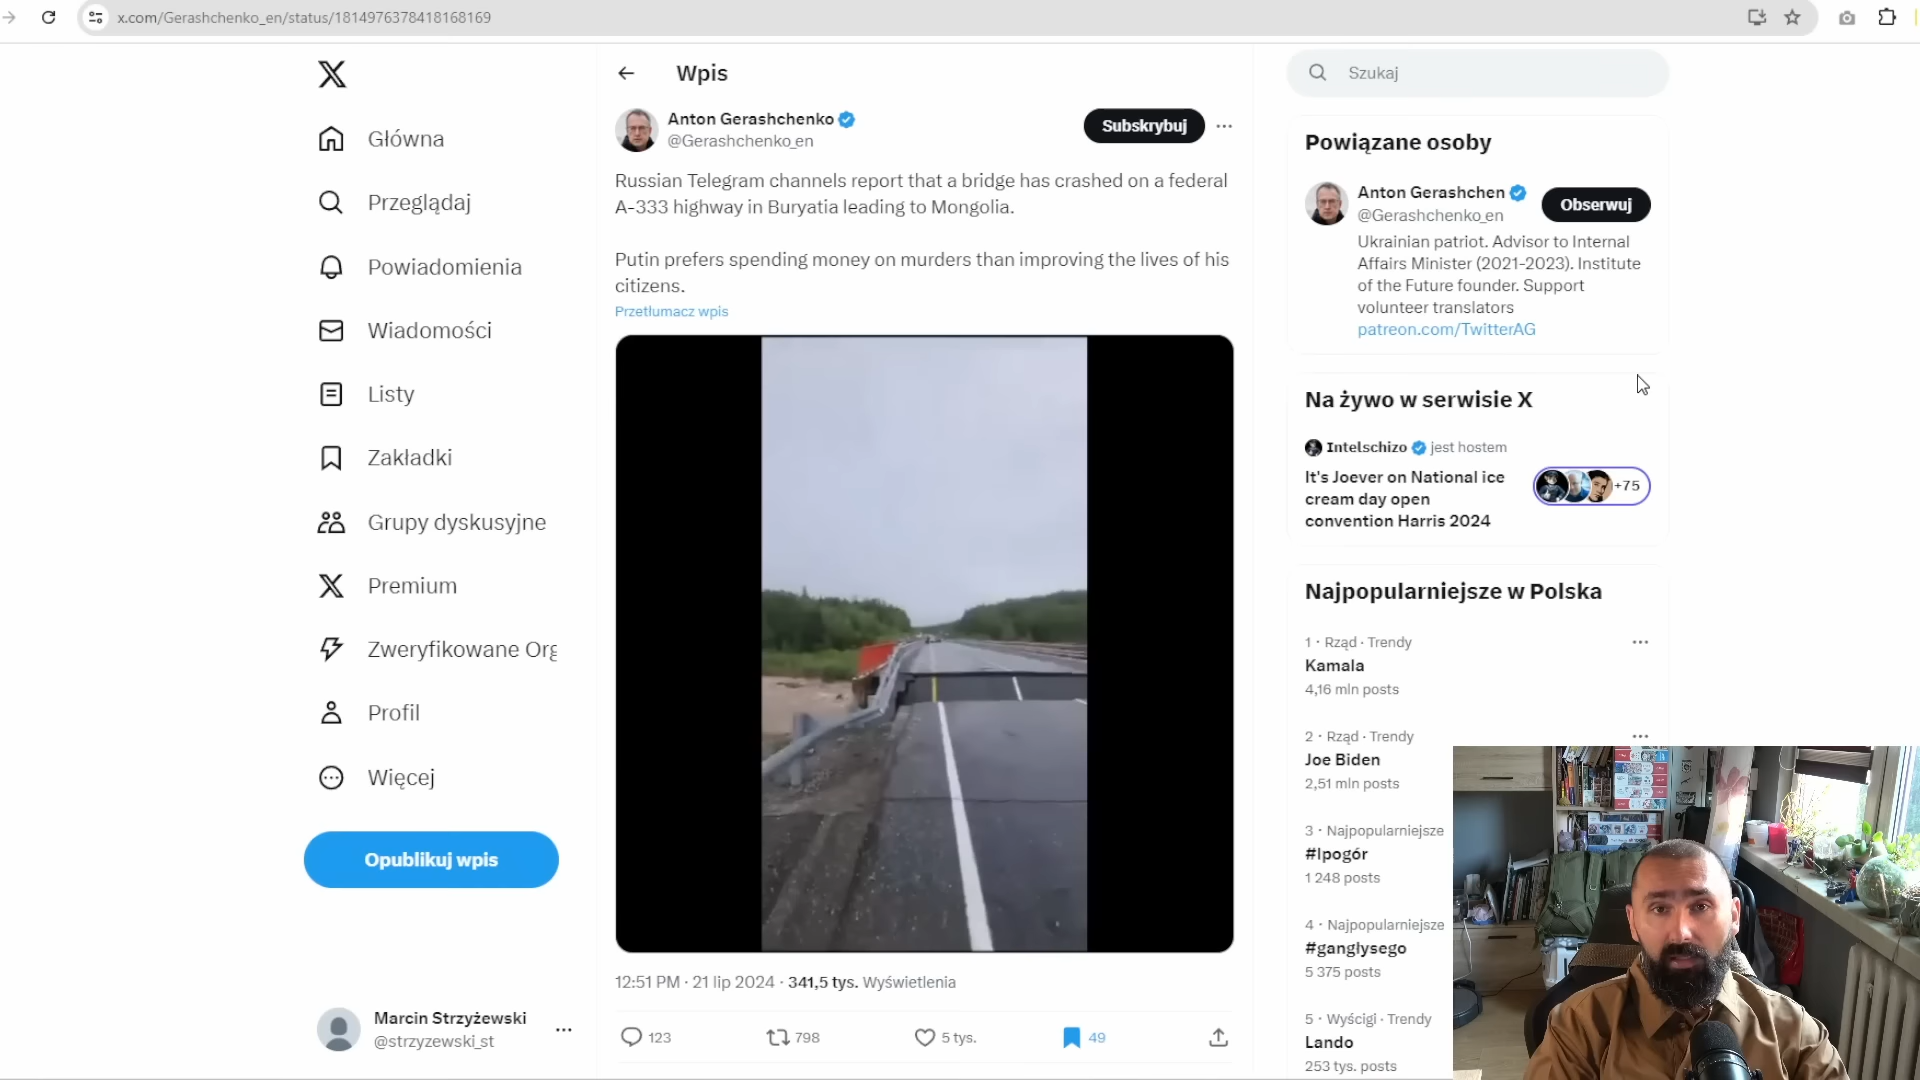 x.com/Gerashchenko_en/status/1814976378418168169
Główna
Przeglądaj
Powiadomienia
Wiadomości
Listy
Zakładki
Grupy dyskusyjne
Premium
Zweryfikowane Org
Profil
Więcej
Opublikuj wpis
Marcin Strzyżewski
@strzyzewski_st
Wpis
Anton Gerashchenko
@Gerashchenko_en
Subskrybuj
Russian Telegram channels report that a bridge has crashed on a federal
A-333 highway in Buryatia leading to Mongolia.
Putin prefers spending money on murders than improving the lives of his
citizens.
Przetłumacz wpis
12:51 PM · 21 lip 2024 · 341,5 tys. Wyświetlenia
123
798
5 tys.
49
Szukaj
Powiązane osoby
Anton Gerashchen
@Gerashchenko_en
Obserwuj
Ukrainian patriot. Advisor to Internal
Affairs Minister (2021-2023). Institute
of the Future founder. Support
volunteer translators
patreon.com/TwitterAG
Na żywo w serwisie X
Intelschizo jest hostem
It's Joever on National ice
cream day open
convention Harris 2024
+75
Najpopularniejsze w Polska
1 · Rząd · Trendy
Kamala
4,16 mln posts
2 · Rząd · Trendy
Joe Biden
2,51 mln posts
3 · Najpopularniejsze
#Ipogór
1 248 posts
4 · Najpopularniejsze
#ganglysego
5 375 posts
5 · Wyścigi · Trendy
Lando
253 tys. posts